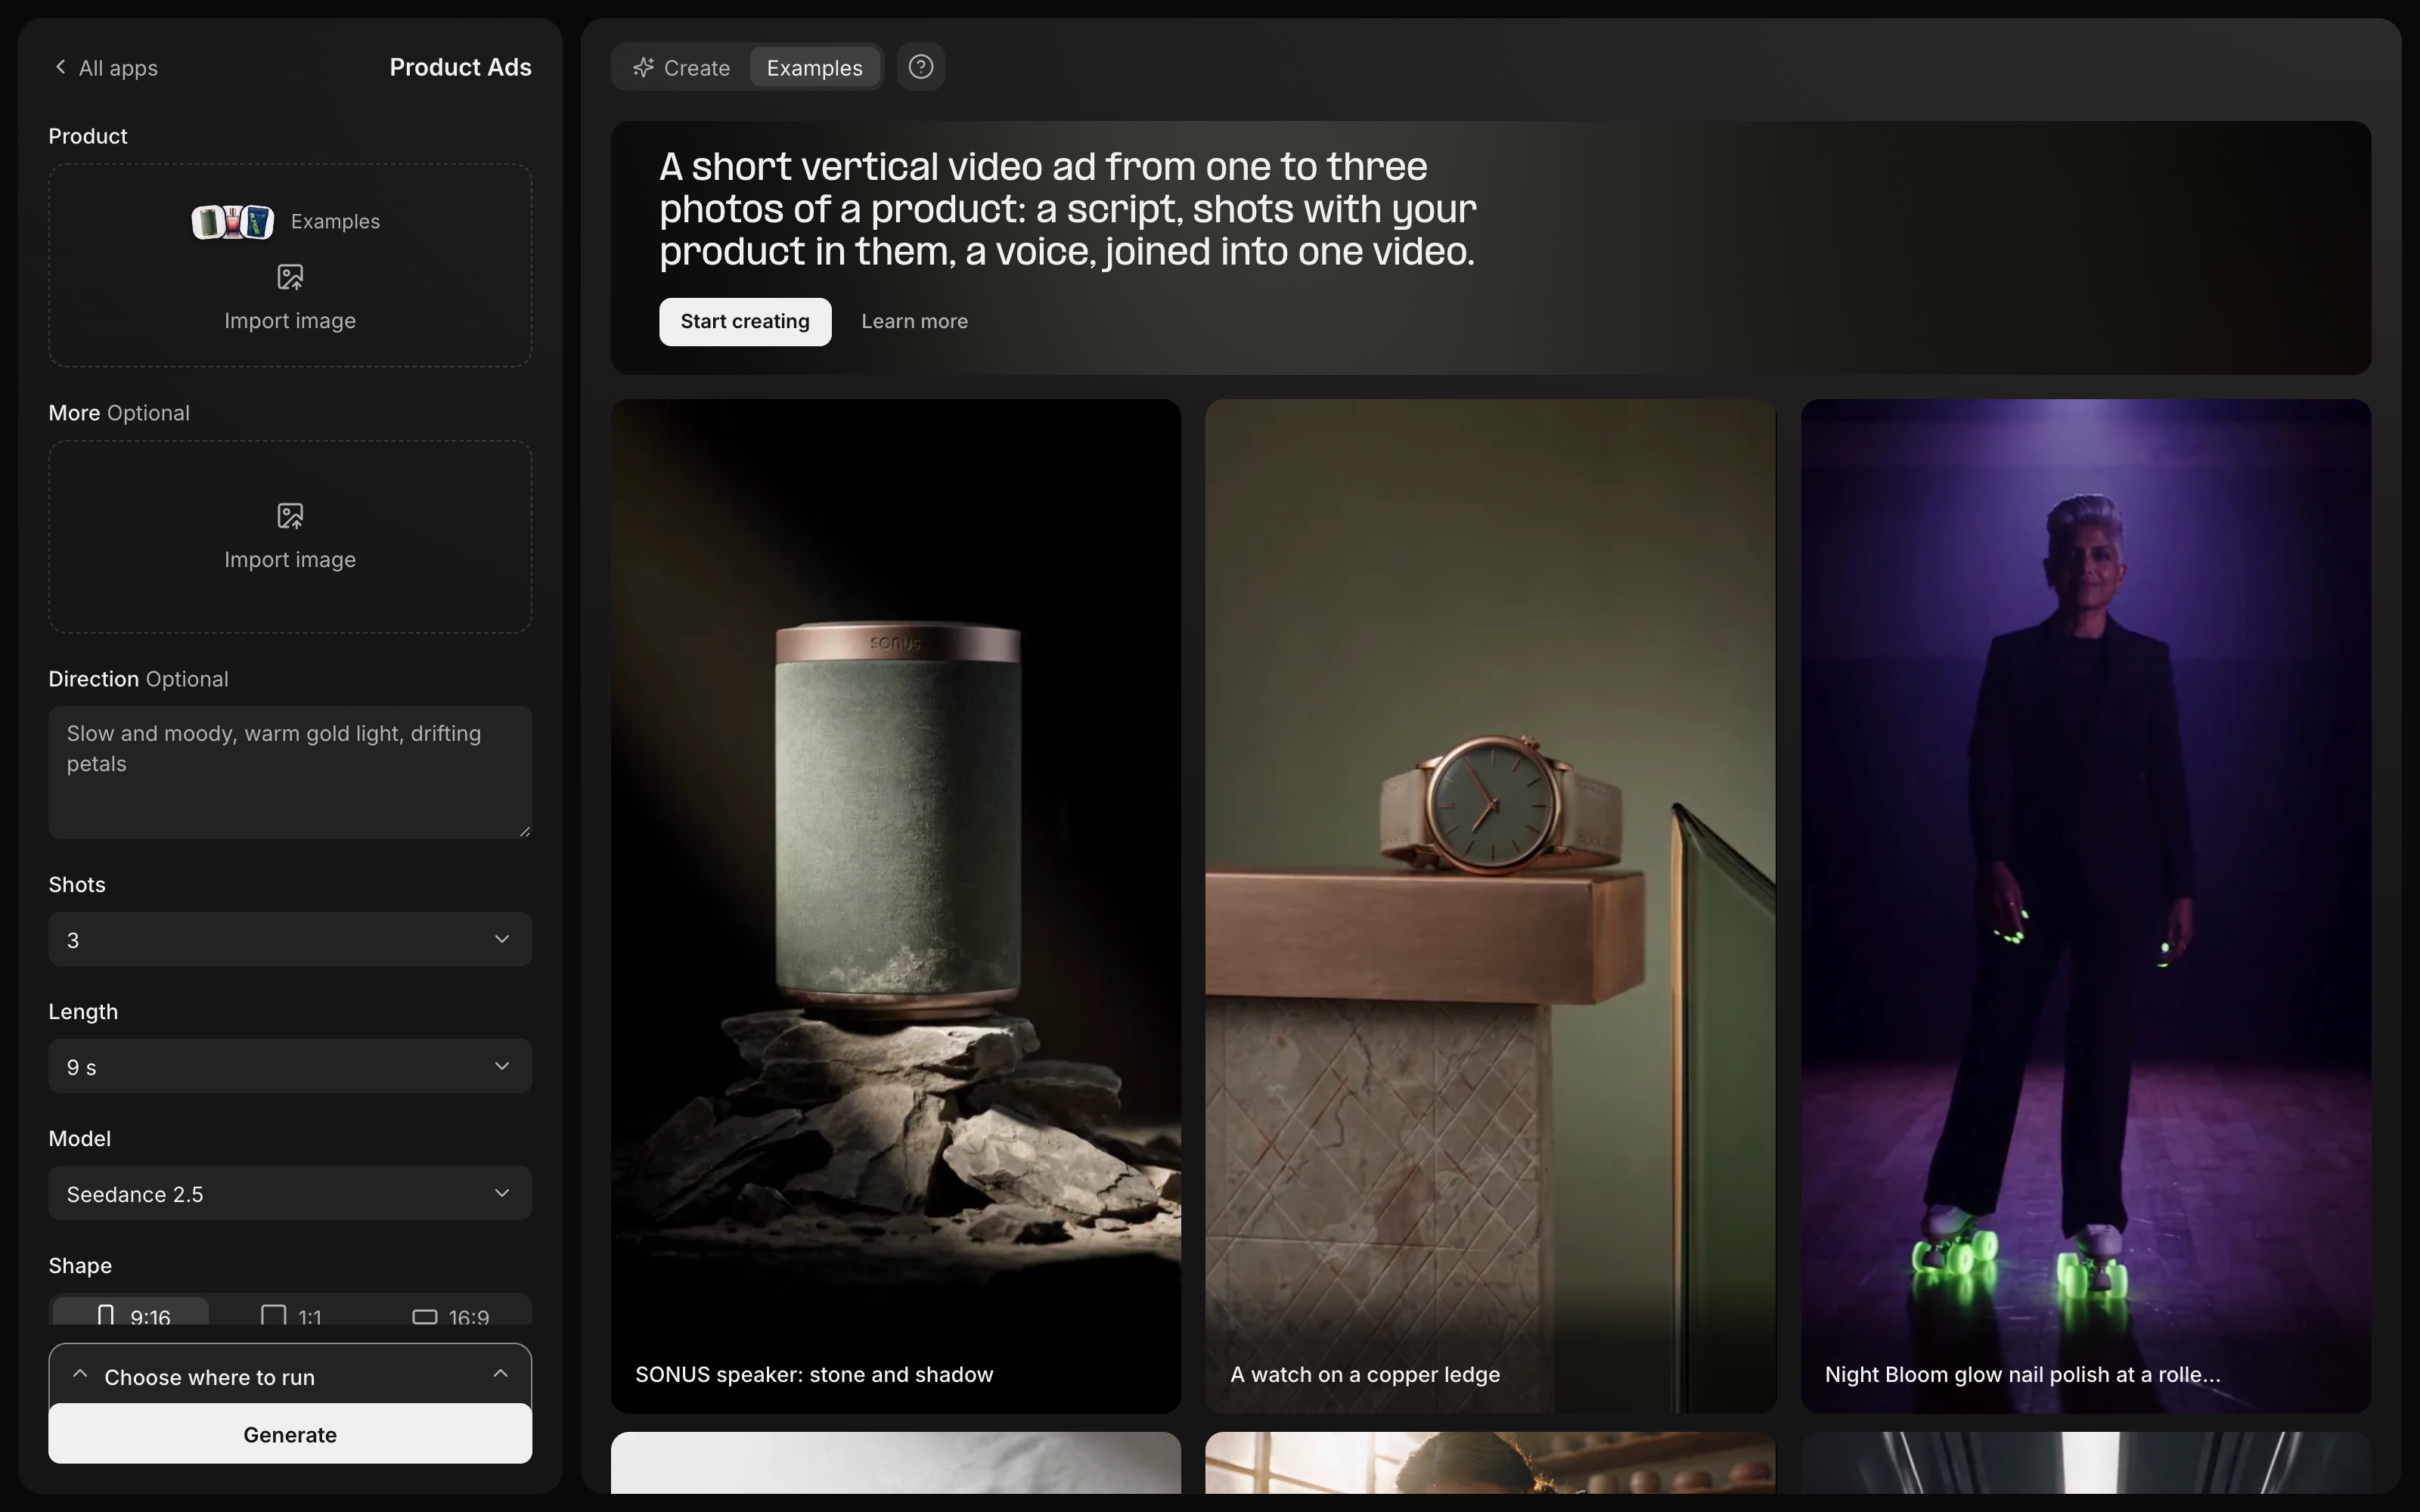 All apps
Product Ads
Product
Examples
Import image
More Optional
Import image
Direction Optional
Slow and moody, warm gold light, drifting
petals
Shots
3
Length
9 s
Model
Seedance 2.5
Shape
9:16
1:1
16:9
Choose where to run
Generate
Create
Examples
A short vertical video ad from one to three
photos of a product: a script, shots with your
product in them, a voice, joined into one video.
Start creating
Learn more
sonus
SONUS speaker: stone and shadow
A watch on a copper ledge
Night Bloom glow nail polish at a rolle...